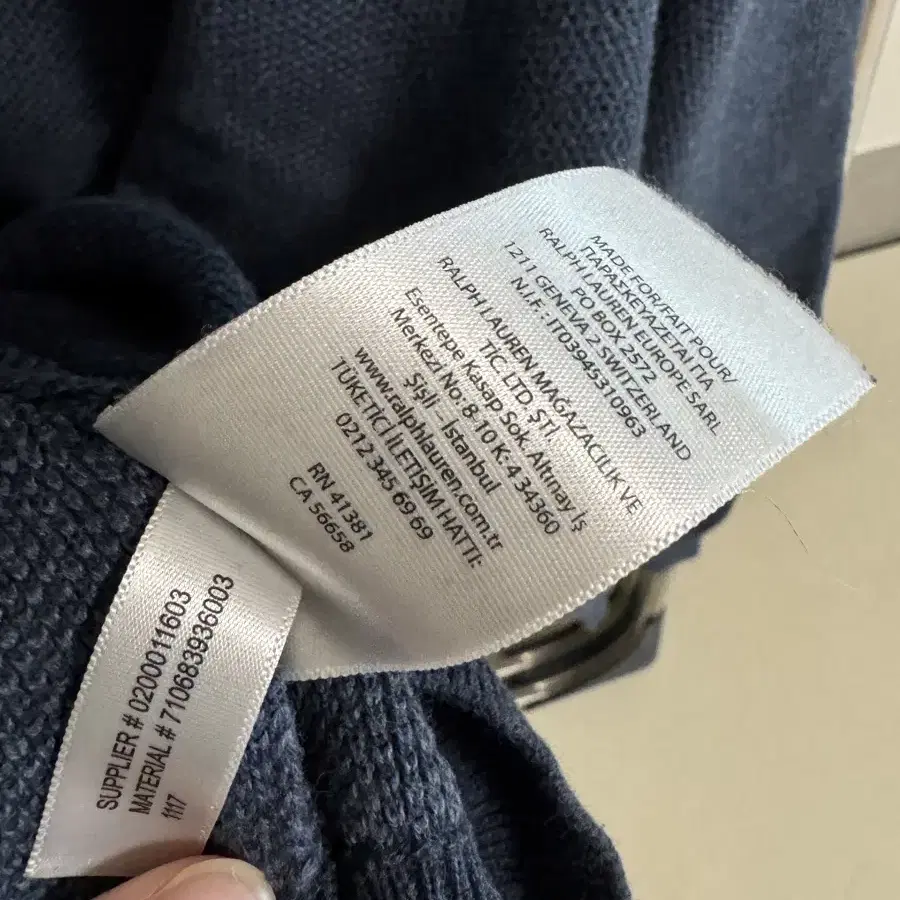 MADE FOR/FAIT POUR/
ΠΑΡΑΣΚΕΥΑΖΕΤΑΙ ΓΙΑ
RALPH LAUREN EUROPE SARL
PO BOX 2572
1211 GENEVA 2 SWITZERLAND
N.I.F. : IT03945310963
RALPH LAUREN MAĞAZACILIK VE
TİC. LTD. ŞTİ.
Esentepe Kasap Sok. Altınay İş
Merkezi No: 8-10 K: 4 34360
Şişli - İstanbul
www.ralphlauren.com.tr
TÜKETİCİ İLETİŞİM HATTI:
0212 345 69 69
RN 41381
CA 56658
SUPPLIER # 0200011603
MATERIAL # 710683936003
1117